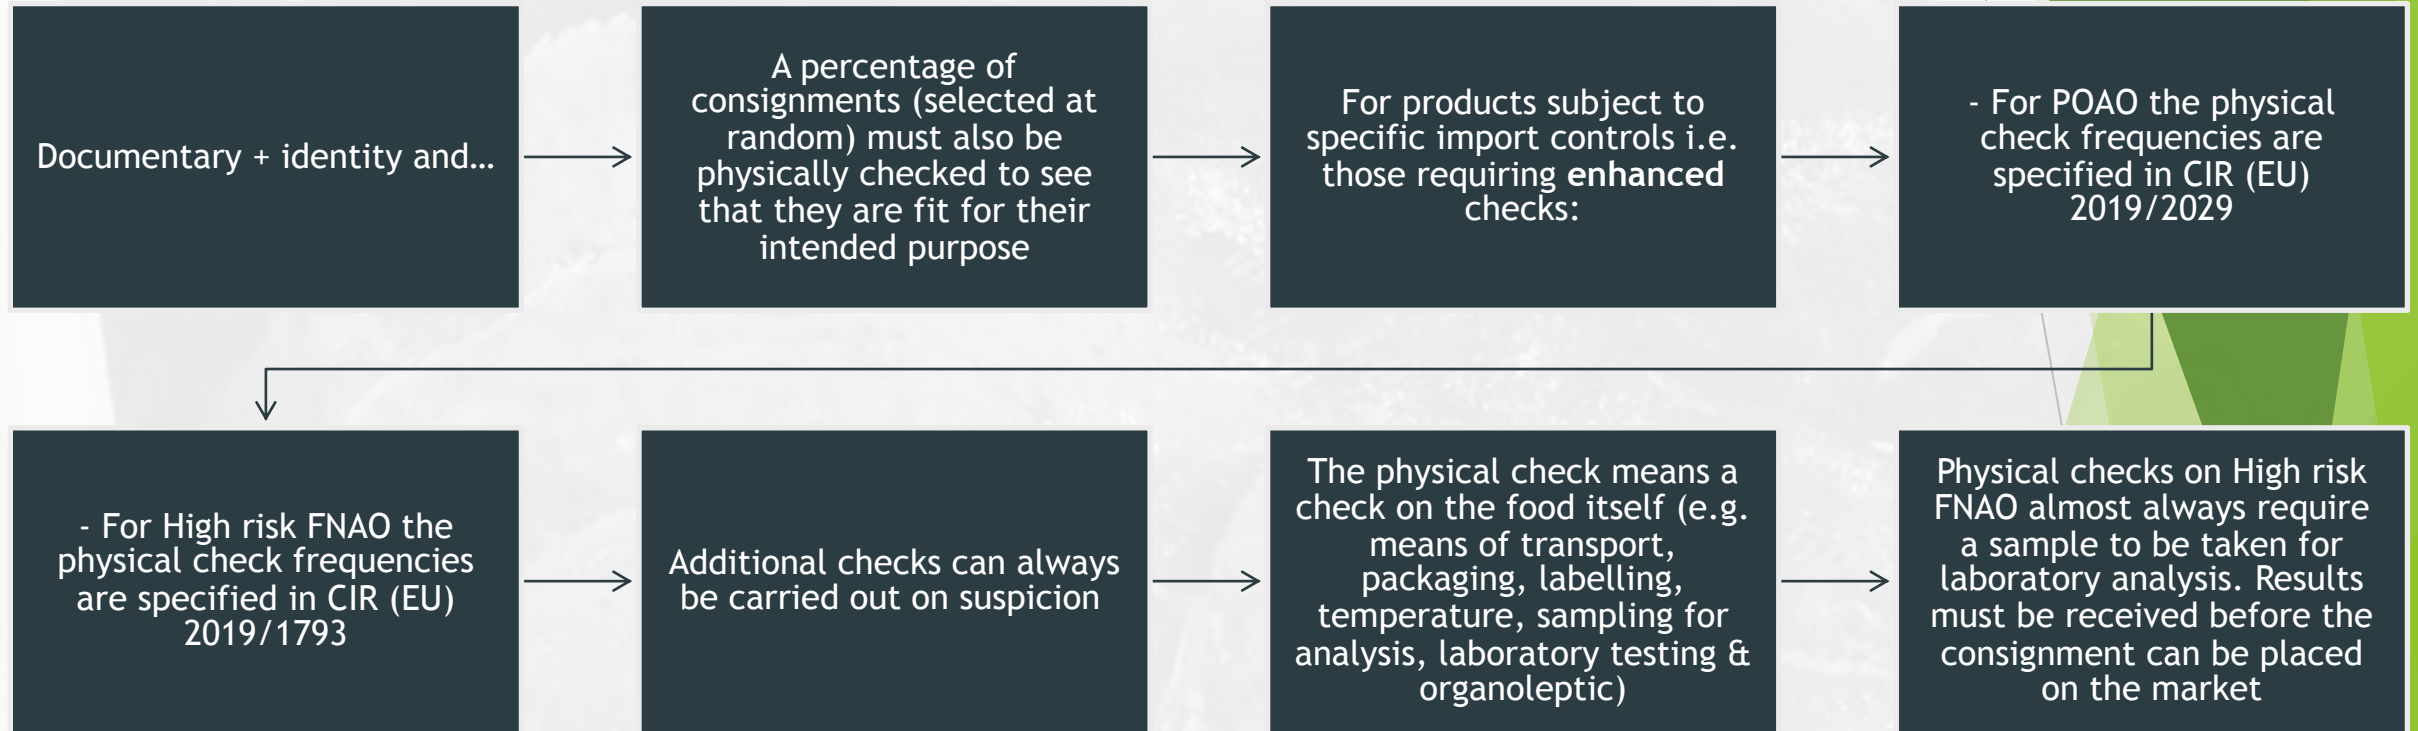 Documentary + identity and…
A percentage of
consignments (selected at
random) must also be
physically checked to see
that they are fit for their
intended purpose
For products subject to
specific import controls i.e.
those requiring enhanced
checks:
- For POAO the physical
check frequencies are
specified in CIR (EU)
2019/2029
- For High risk FNAO the
physical check frequencies
are specified in CIR (EU)
2019/1793
Additional checks can always
be carried out on suspicion
The physical check means a
check on the food itself (e.g.
means of transport,
packaging, labelling,
temperature, sampling for
analysis, laboratory testing &
organoleptic)
Physical checks on High risk
FNAO almost always require
a sample to be taken for
laboratory analysis. Results
must be received before the
consignment can be placed
on the market